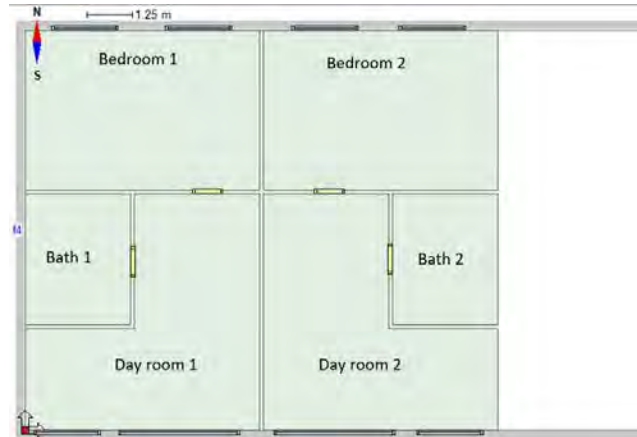 N
1.25 m
S
Bedroom 1
Bedroom 2
Bath 1
Bath 2
Day room 1
Day room 2